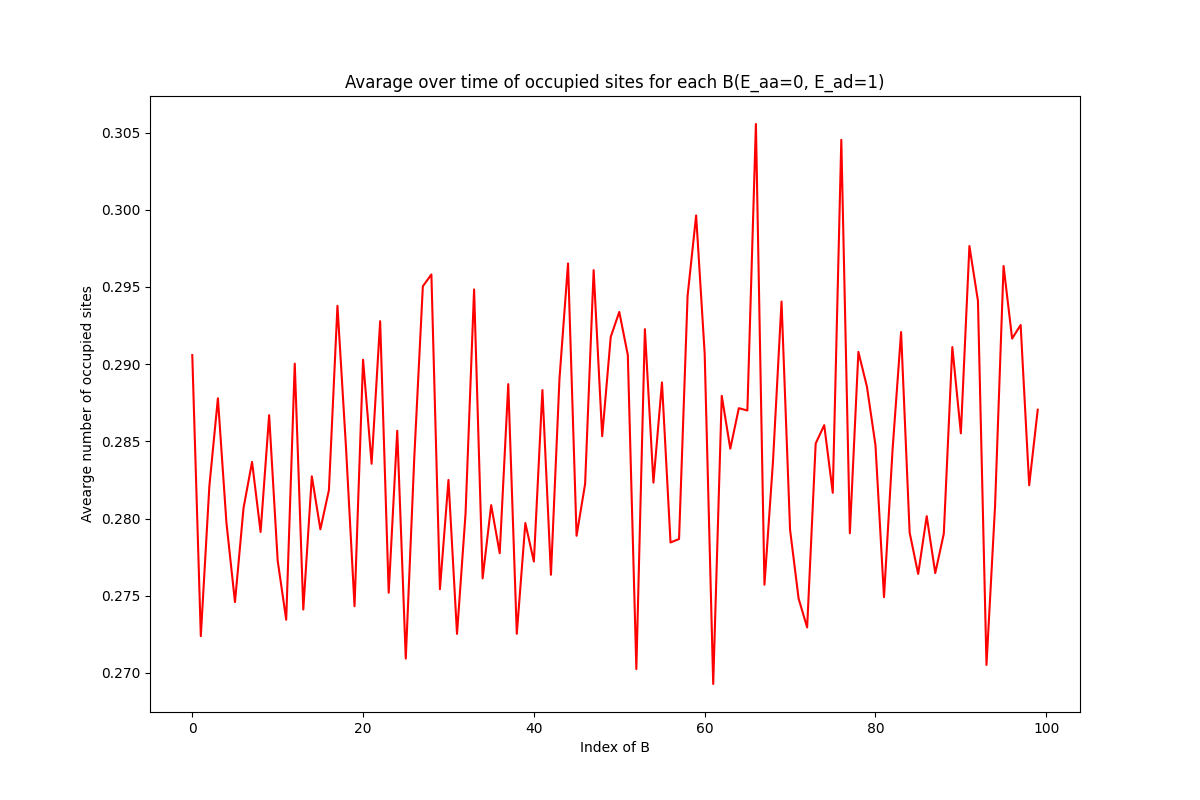 Avarage over time of occupied sites for each B(E_aa=0, E_ad=1)
0.305
0.300
0.295
0.290
0.285
0.280
0.275
0.270
Avearge number of occupied sites
0 20 40 60 80 100
Index of B